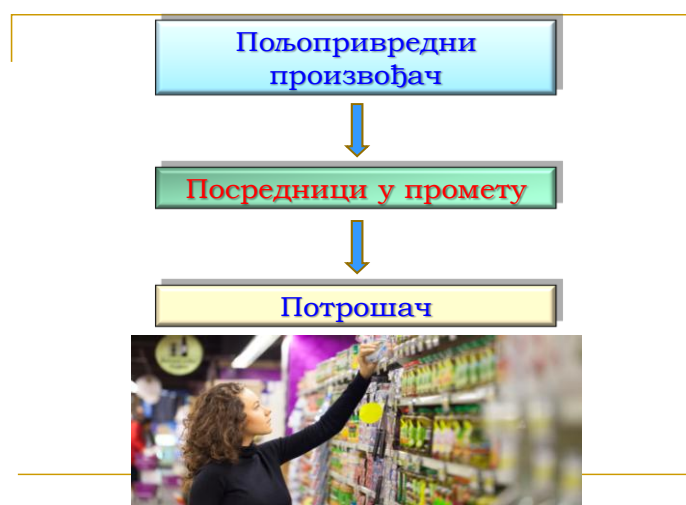 Пољопривредни
произвођач
Посредници у промету
Потрошач